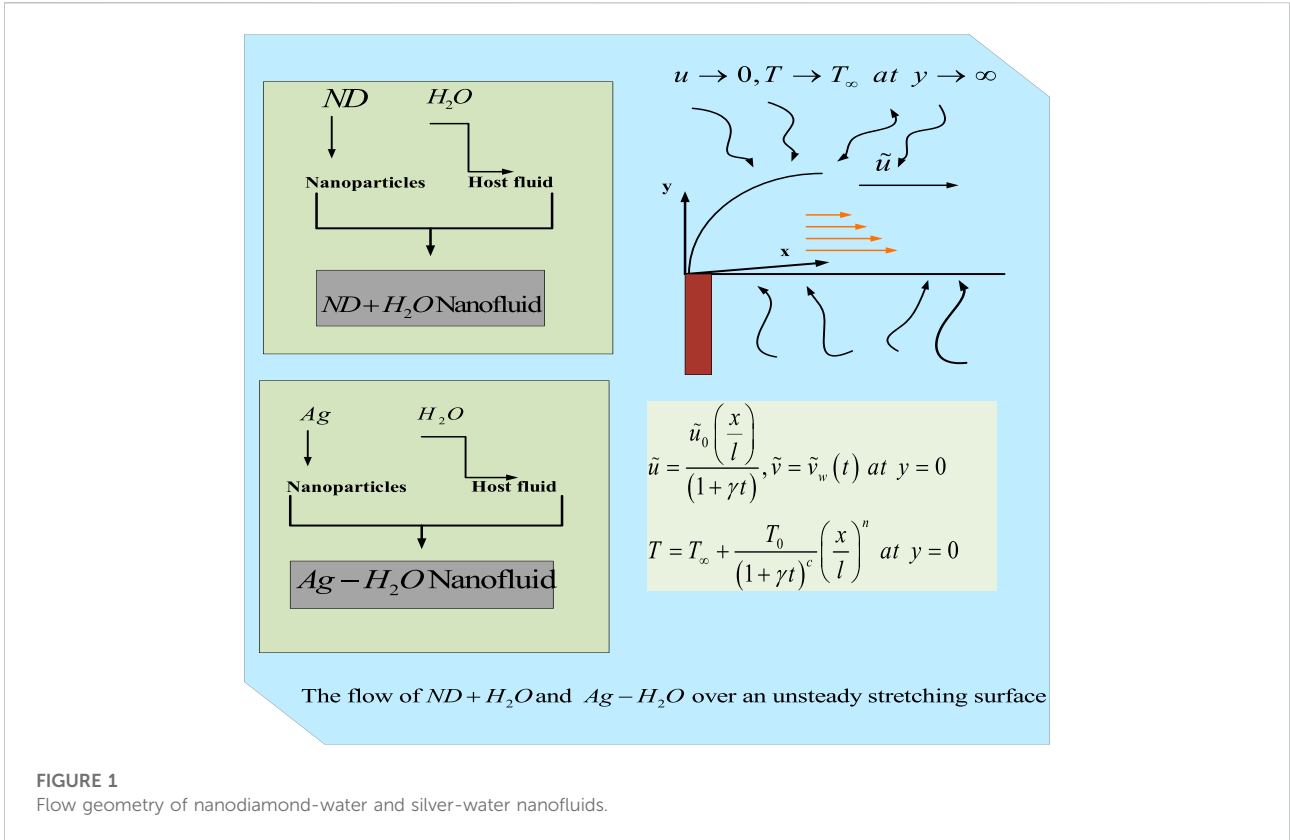 ND H₂O
Nanoparticles Host fluid
ND + H₂O Nanofluid
Ag H₂O
Nanoparticles Host fluid
Ag − H₂O Nanofluid
u → 0, T → T∞ at y → ∞
ũ
y
x
ũ = ũ₀(x/l)/(1 + γt), ṽ = ṽ_w(t) at y = 0
T = T∞ + T₀/(1 + γt)^c (x/l)^n at y = 0
The flow of ND + H₂O and Ag − H₂O over an unsteady stretching surface
FIGURE 1
Flow geometry of nanodiamond-water and silver-water nanofluids.